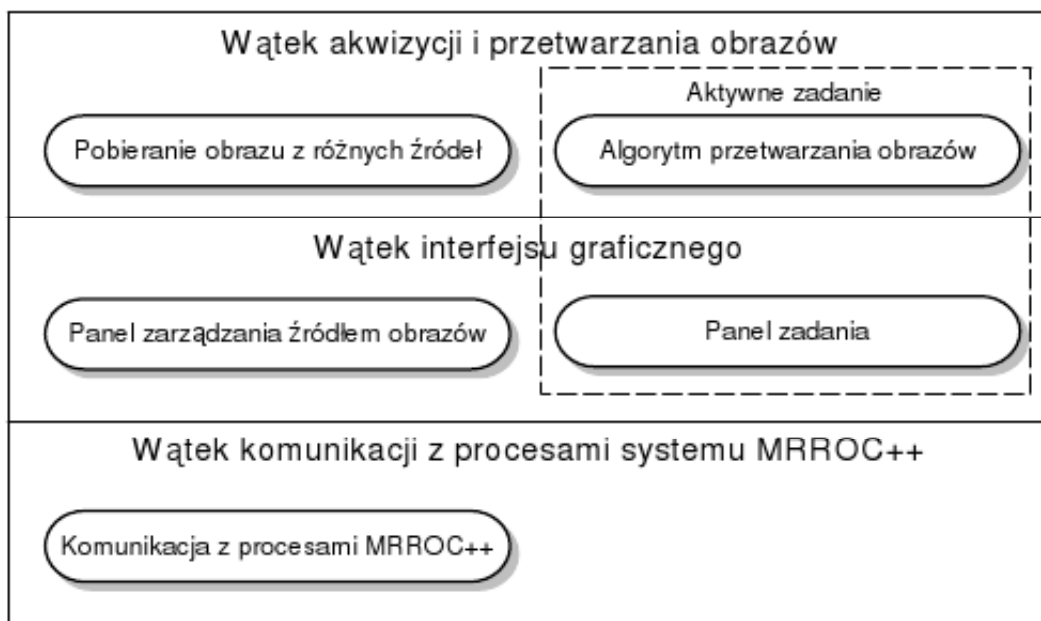 Wątek akwizycji i przetwarzania obrazów
Aktywne zadanie
Pobieranie obrazu z różnych źródeł
Algorytm przetwarzania obrazów
Wątek interfejsu graficznego
Panel zarządzania źródłem obrazów
Panel zadania
Wątek komunikacji z procesami systemu MRROC++
Komunikacja z procesami MRROC++